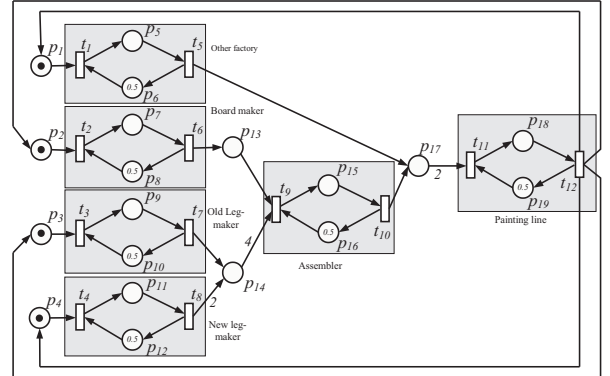 p1 t1 p5 t5 Other factory
0.5
p6
Board maker
p2 t2 p7 t6 p13
0.5
p8
p3 t3 p9 t7 Old Leg-
maker
0.5
p10
p4 t4 p11 t8 2 p14
0.5
p12
New leg-
maker
4
t9 p15
0.5
p16 t10
Assembler
p17
2
t11 p18
0.5
p19 t12
Painting line